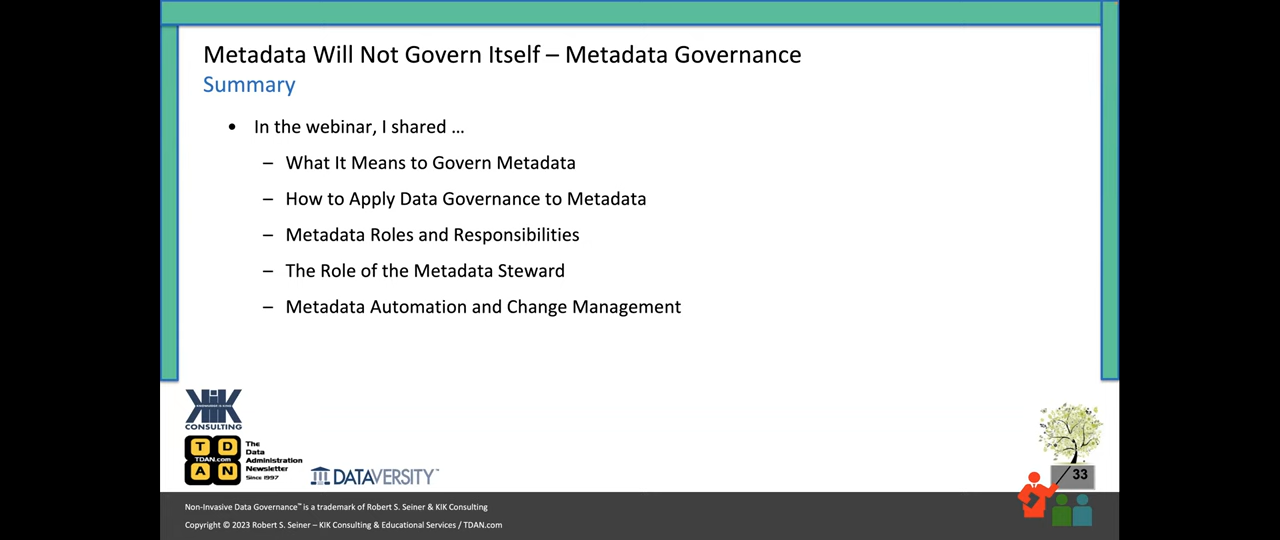 Metadata Will Not Govern Itself – Metadata Governance
Summary
• In the webinar, I shared …
– What It Means to Govern Metadata
– How to Apply Data Governance to Metadata
– Metadata Roles and Responsibilities
– The Role of the Metadata Steward
– Metadata Automation and Change Management
KIK
CONSULTING
T D
TDAN.com
A N
The
Data
Administration
Newsletter
Since 1997
DATAVERSITY™
33
Non-Invasive Data Governance™ is a trademark of Robert S. Seiner & KIK Consulting
Copyright © 2023 Robert S. Seiner – KIK Consulting & Educational Services / TDAN.com